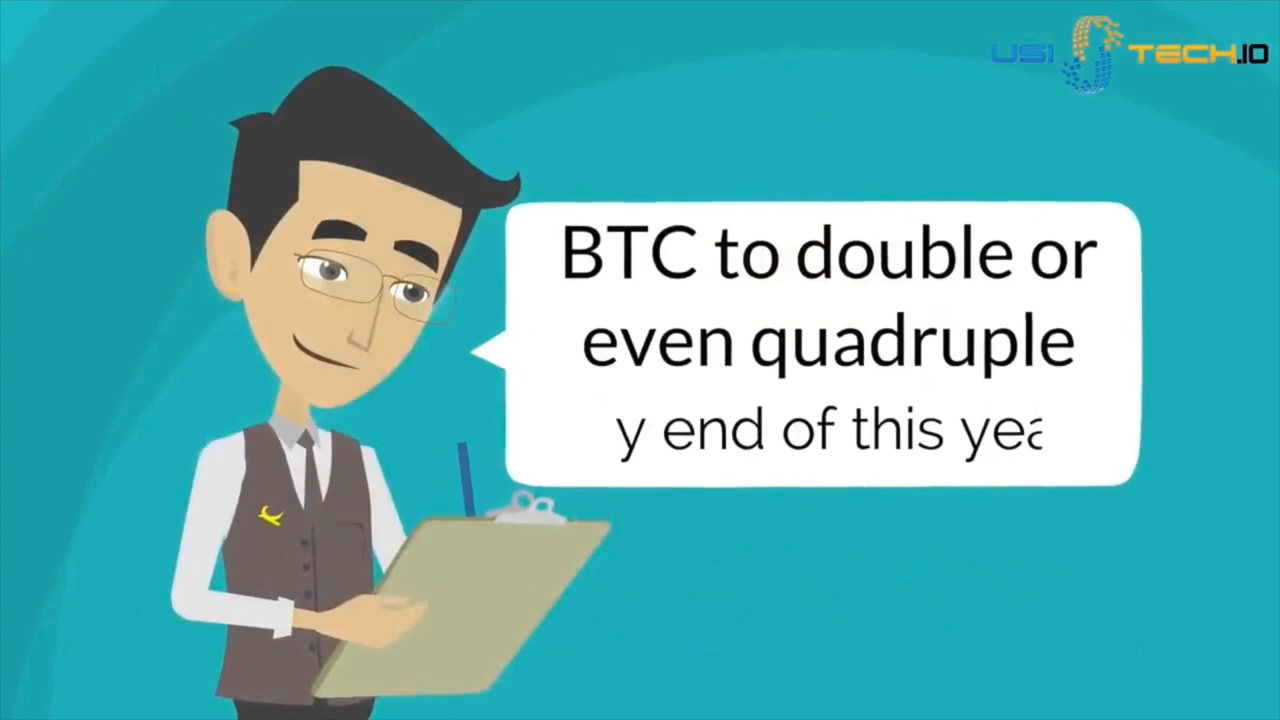 USI TECH.IO
BTC to double or
even quadruple
y end of this yea